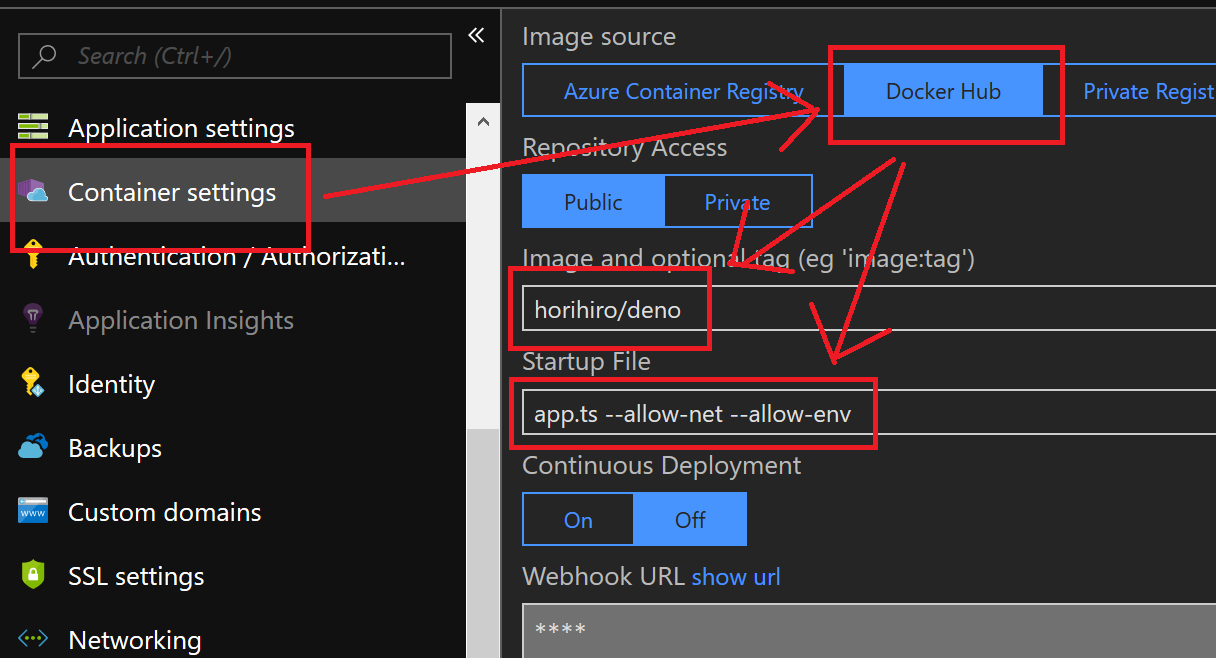 Search (Ctrl+/)
Application settings
Container settings
Authentication / Authorizati...
Application Insights
Identity
Backups
Custom domains
www
SSL settings
Networking
Image source
Azure Container Registry
Docker Hub
Private Regist
Repository Access
Public
Private
Image and optional tag (eg 'image:tag')
horihiro/deno
Startup File
app.ts --allow-net --allow-env
Continuous Deployment
On
Off
Webhook URL show url
****